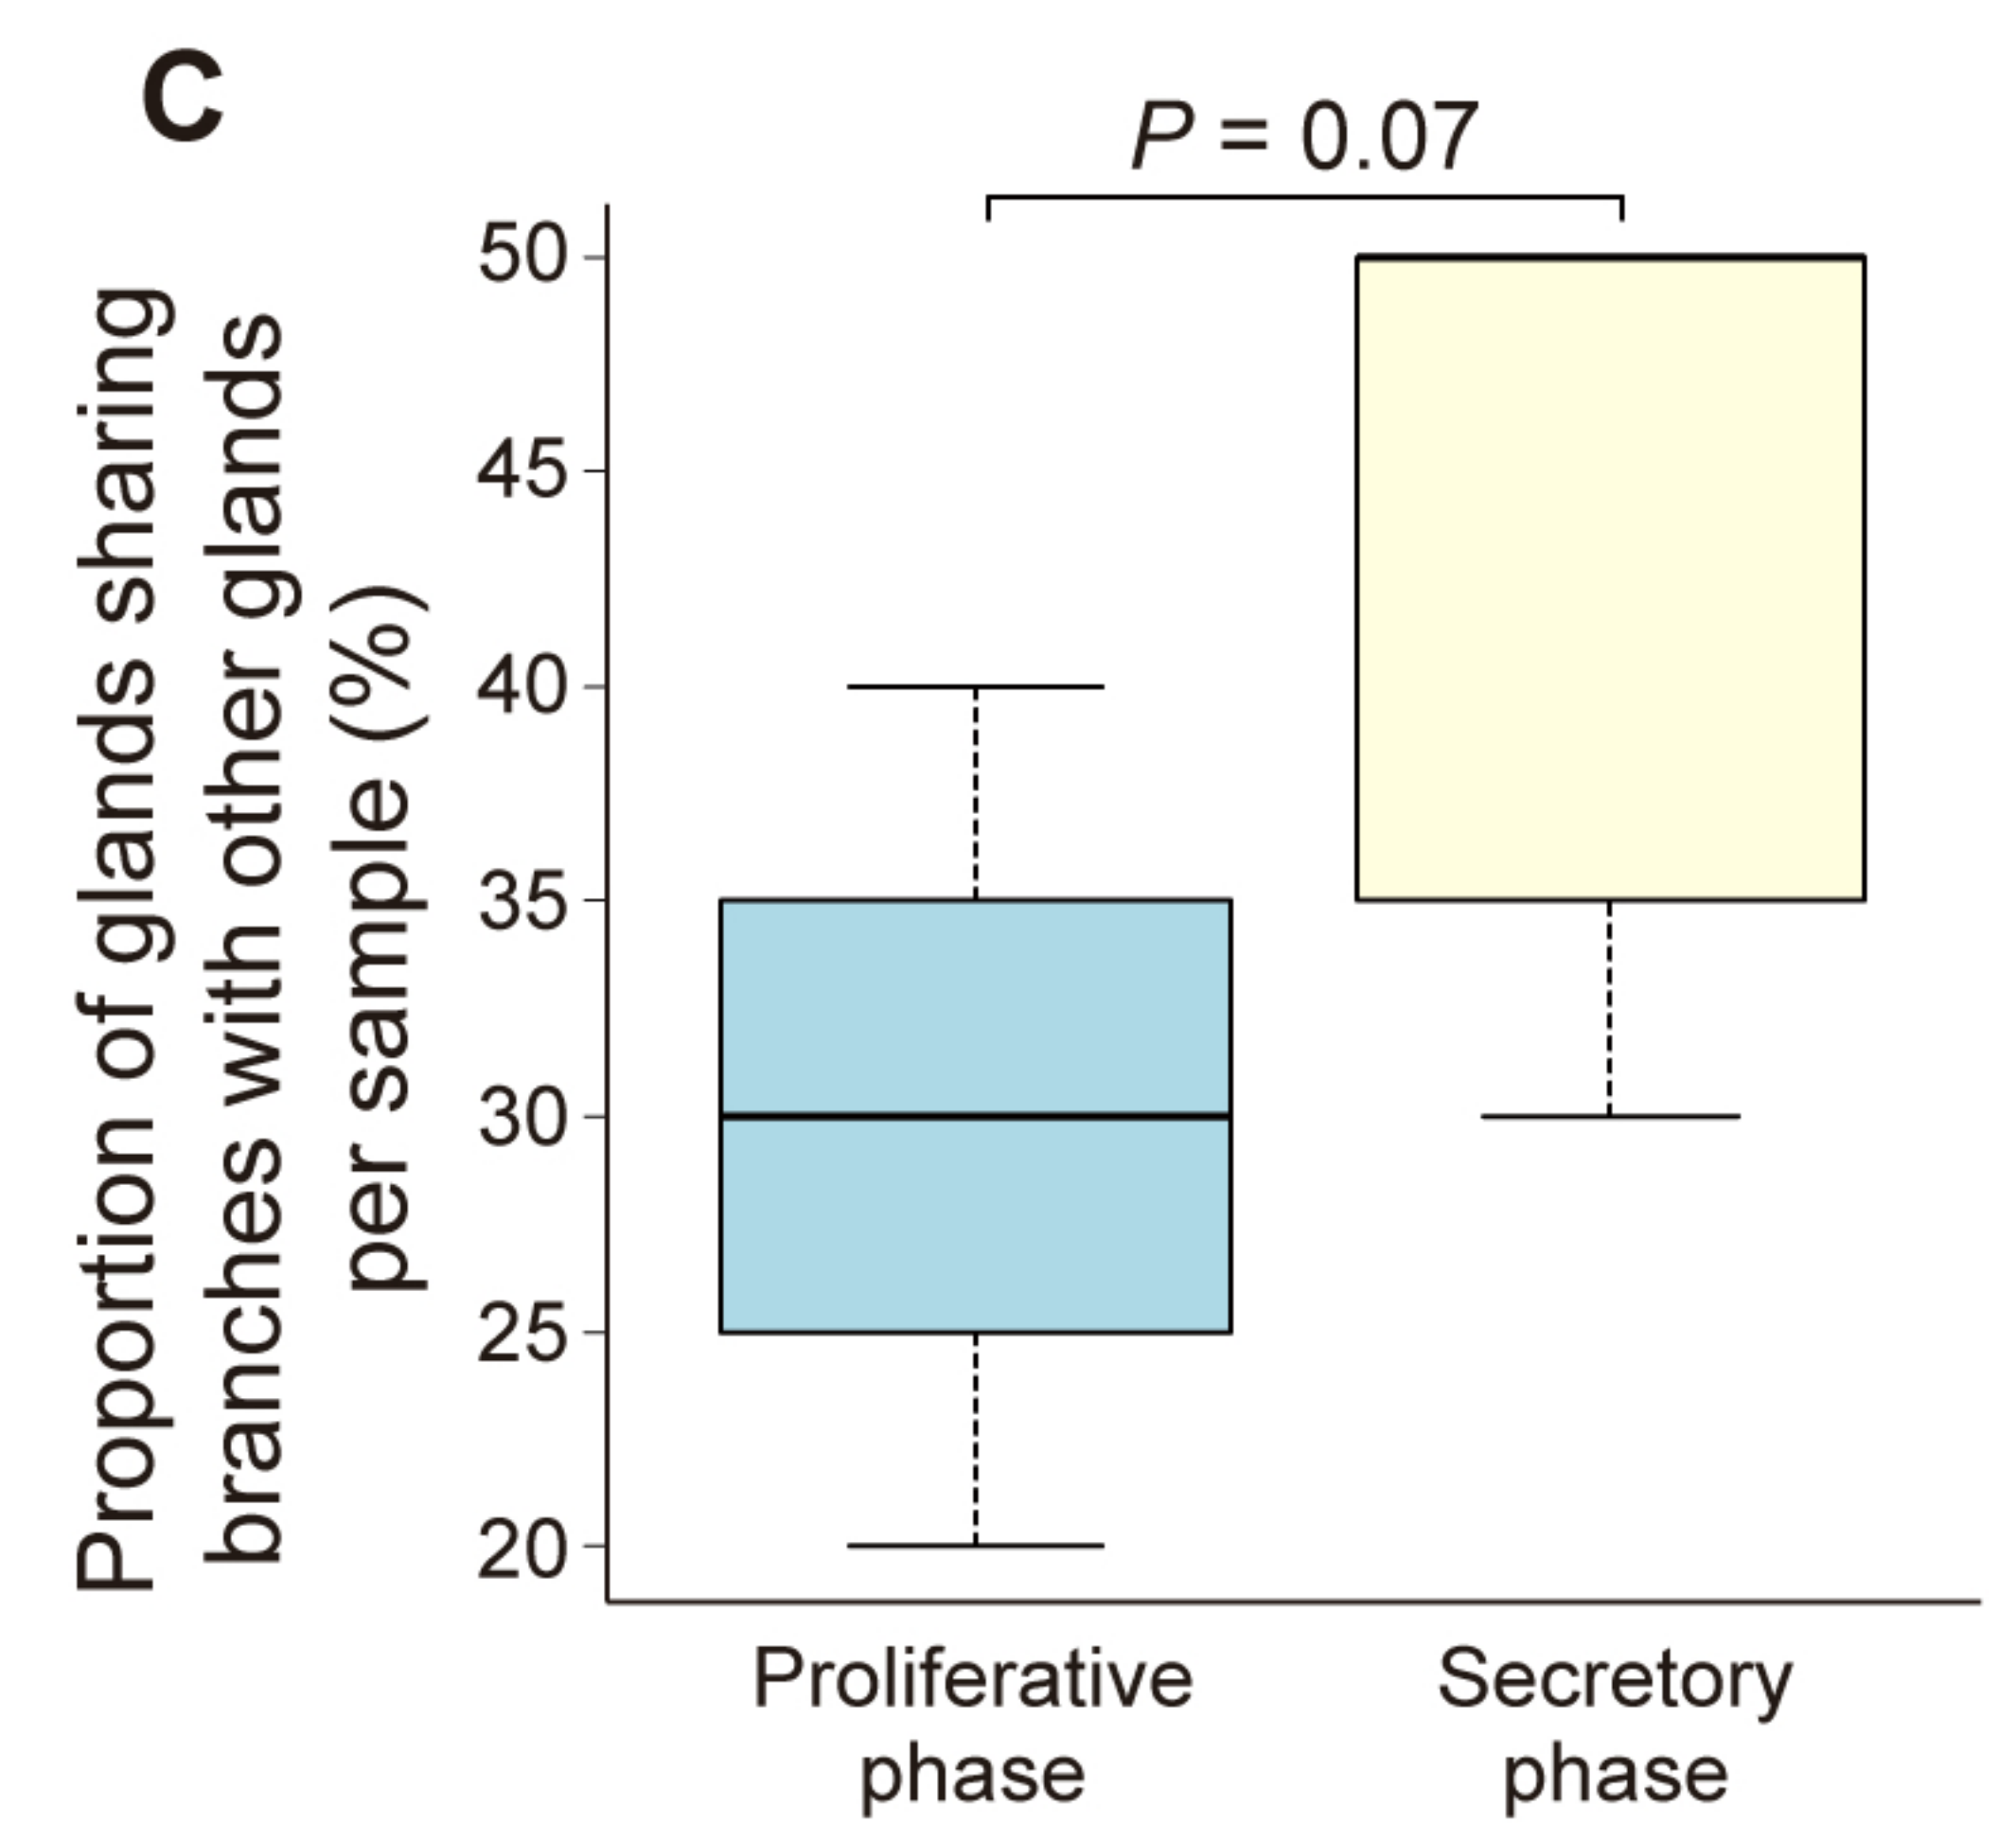 C
P = 0.07
Proportion of glands sharing
branches with other glands
per sample (%)
50
45
40
35
30
25
20
Proliferative
phase
Secretory
phase